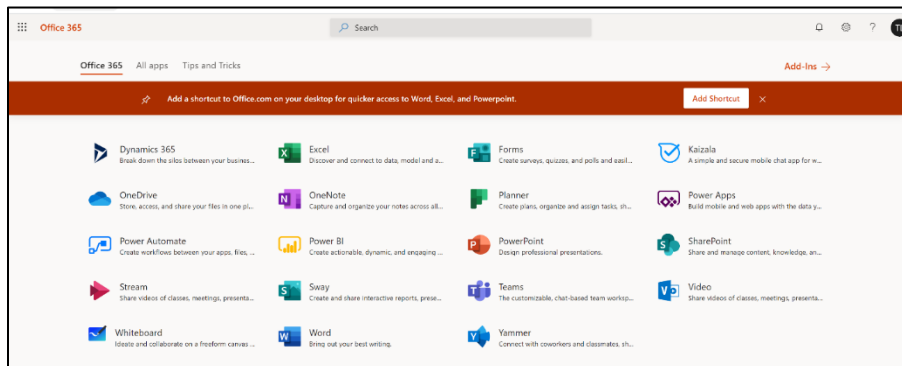 Office 365
Search
?
Office 365 All apps Tips and Tricks
Add-Ins →
Add a shortcut to Office.com on your desktop for quicker access to Word, Excel, and Powerpoint.
Add Shortcut
Dynamics 365
Break down the silos between your busines...
Excel
Discover and connect to data, model and a...
Forms
Create surveys, quizzes, and polls and easil...
Kaizala
A simple and secure mobile chat app for w...
OneDrive
Store, access, and share your files in one pl...
OneNote
Capture and organize your notes across all...
Planner
Create plans, organize and assign tasks, sh...
Power Apps
Build mobile and web apps with the data y...
Power Automate
Create workflows between your apps, files, ...
Power BI
Create actionable, dynamic, and engaging ...
PowerPoint
Design professional presentations.
SharePoint
Share and manage content, knowledge, an...
Stream
Share videos of classes, meetings, presenta...
Sway
Create and share interactive reports, prese...
Teams
The customizable, chat-based team worksp...
Video
Share videos of classes, meetings, presenta...
Whiteboard
Ideate and collaborate on a freeform canvas ...
Word
Bring out your best writing.
Yammer
Connect with coworkers and classmates, sh...